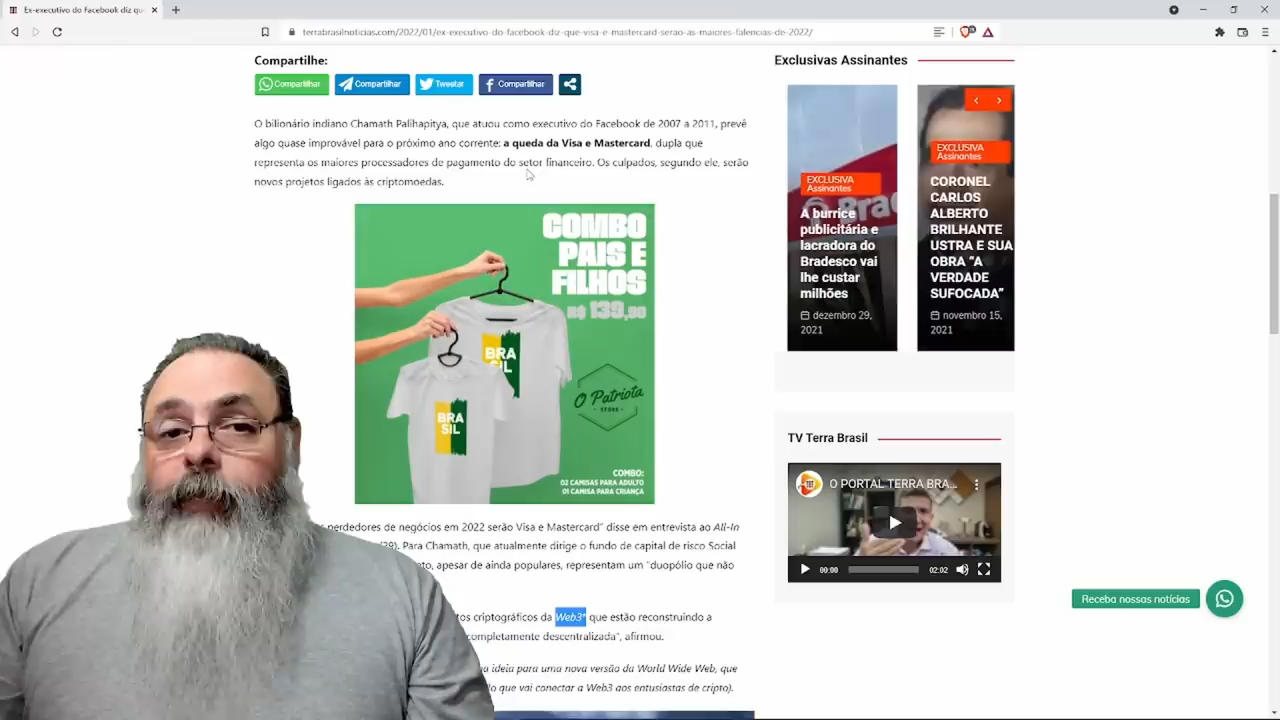 Ex-executivo do Facebook diz qu
terrabrasilnoticias.com/2022/01/ex-executivo-do-facebook-diz-que-visa-e-mastercard-serao-as-maiores-falencias-de-2022/
Compartilhe:
Compartilhar
Compartilhar
Tweetar
Compartilhar
O bilionário indiano Chamath Palihapitya, que atuou como executivo do Facebook de 2007 a 2011, prevê
algo quase improvável para o próximo ano corrente: a queda da Visa e Mastercard, dupla que
representa os maiores processadores de pagamento do setor financeiro. Os culpados, segundo ele, serão
novos projetos ligados às criptomoedas.
COMBO
PAIS E
FILHOS
R$ 139,90
BRA
SIL
BRA
SIL
O Patriota
STORE
COMBO:
02 CAMISAS PARA ADULTO
01 CAMISA PARA CRIANÇA
perdedores de negócios em 2022 serão Visa e Mastercard" disse em entrevista ao All-In
Para Chamath, que atualmente dirige o fundo de capital de risco Social
apesar de ainda populares, representam um "duopólio que não
criptográficos da Web3* que estão reconstruindo a
completamente descentralizada", afirmou.
ideia para uma nova versão da World Wide Web, que
que vai conectar a Web3 aos entusiastas de cripto).
Exclusivas Assinantes
EXCLUSIVA
Assinantes
A burrice
publicitária e
lacradora do
Bradesco vai
lhe custar
milhões
dezembro 29,
2021
EXCLUSIVA
Assinantes
CORONEL
CARLOS
ALBERTO
BRILHANTE
USTRA E SUA
OBRA "A
VERDADE
SUFOCADA"
novembro 15,
2021
TV Terra Brasil
O PORTAL TERRA BRA...
00:00
02:02
Receba nossas notícias